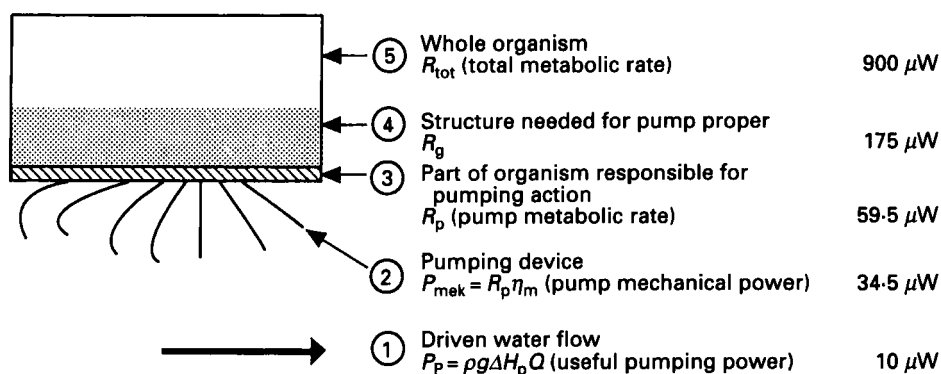 5 Whole organism
R_tot (total metabolic rate) 900 μW
4 Structure needed for pump proper
R_g 175 μW
3 Part of organism responsible for
pumping action
R_p (pump metabolic rate) 59·5 μW
2 Pumping device
P_mek = R_pη_m (pump mechanical power) 34·5 μW
1 Driven water flow
P_P = ρgΔH_pQ (useful pumping power) 10 μW